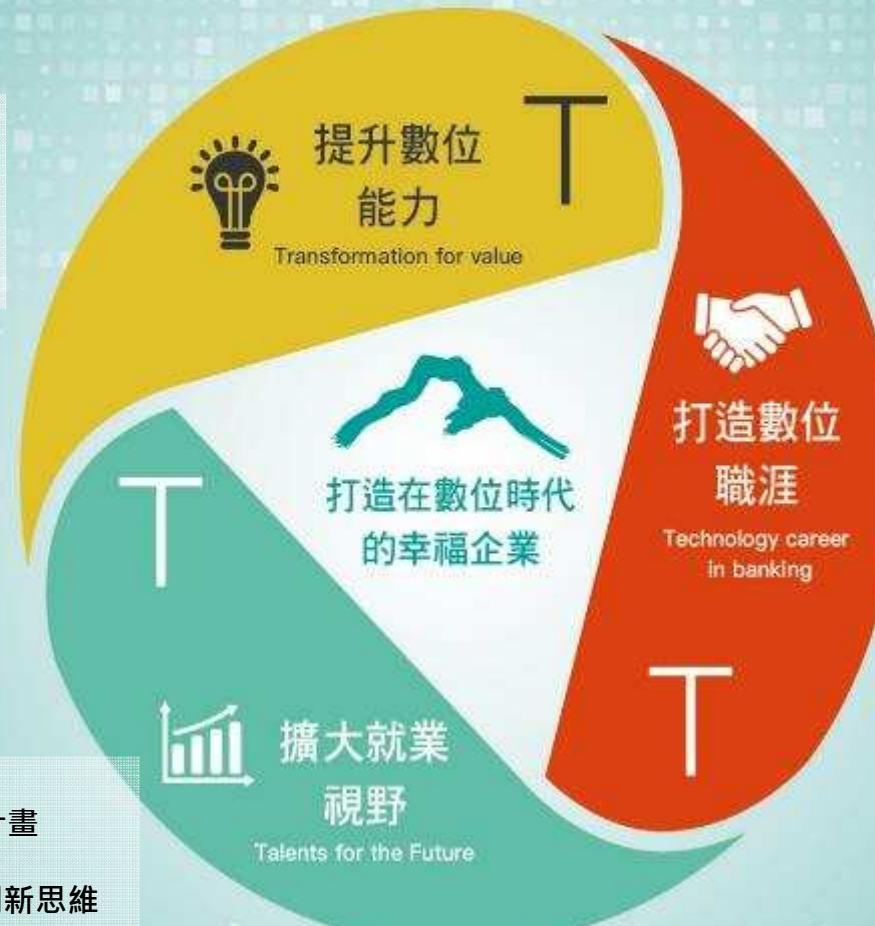 提升數位
能力
Transformation for value
T
打造數位
職涯
Technology career
in banking
T
打造在數位時代
的幸福企業
T
擴大就業
視野
Talents for the Future
畫
新思維